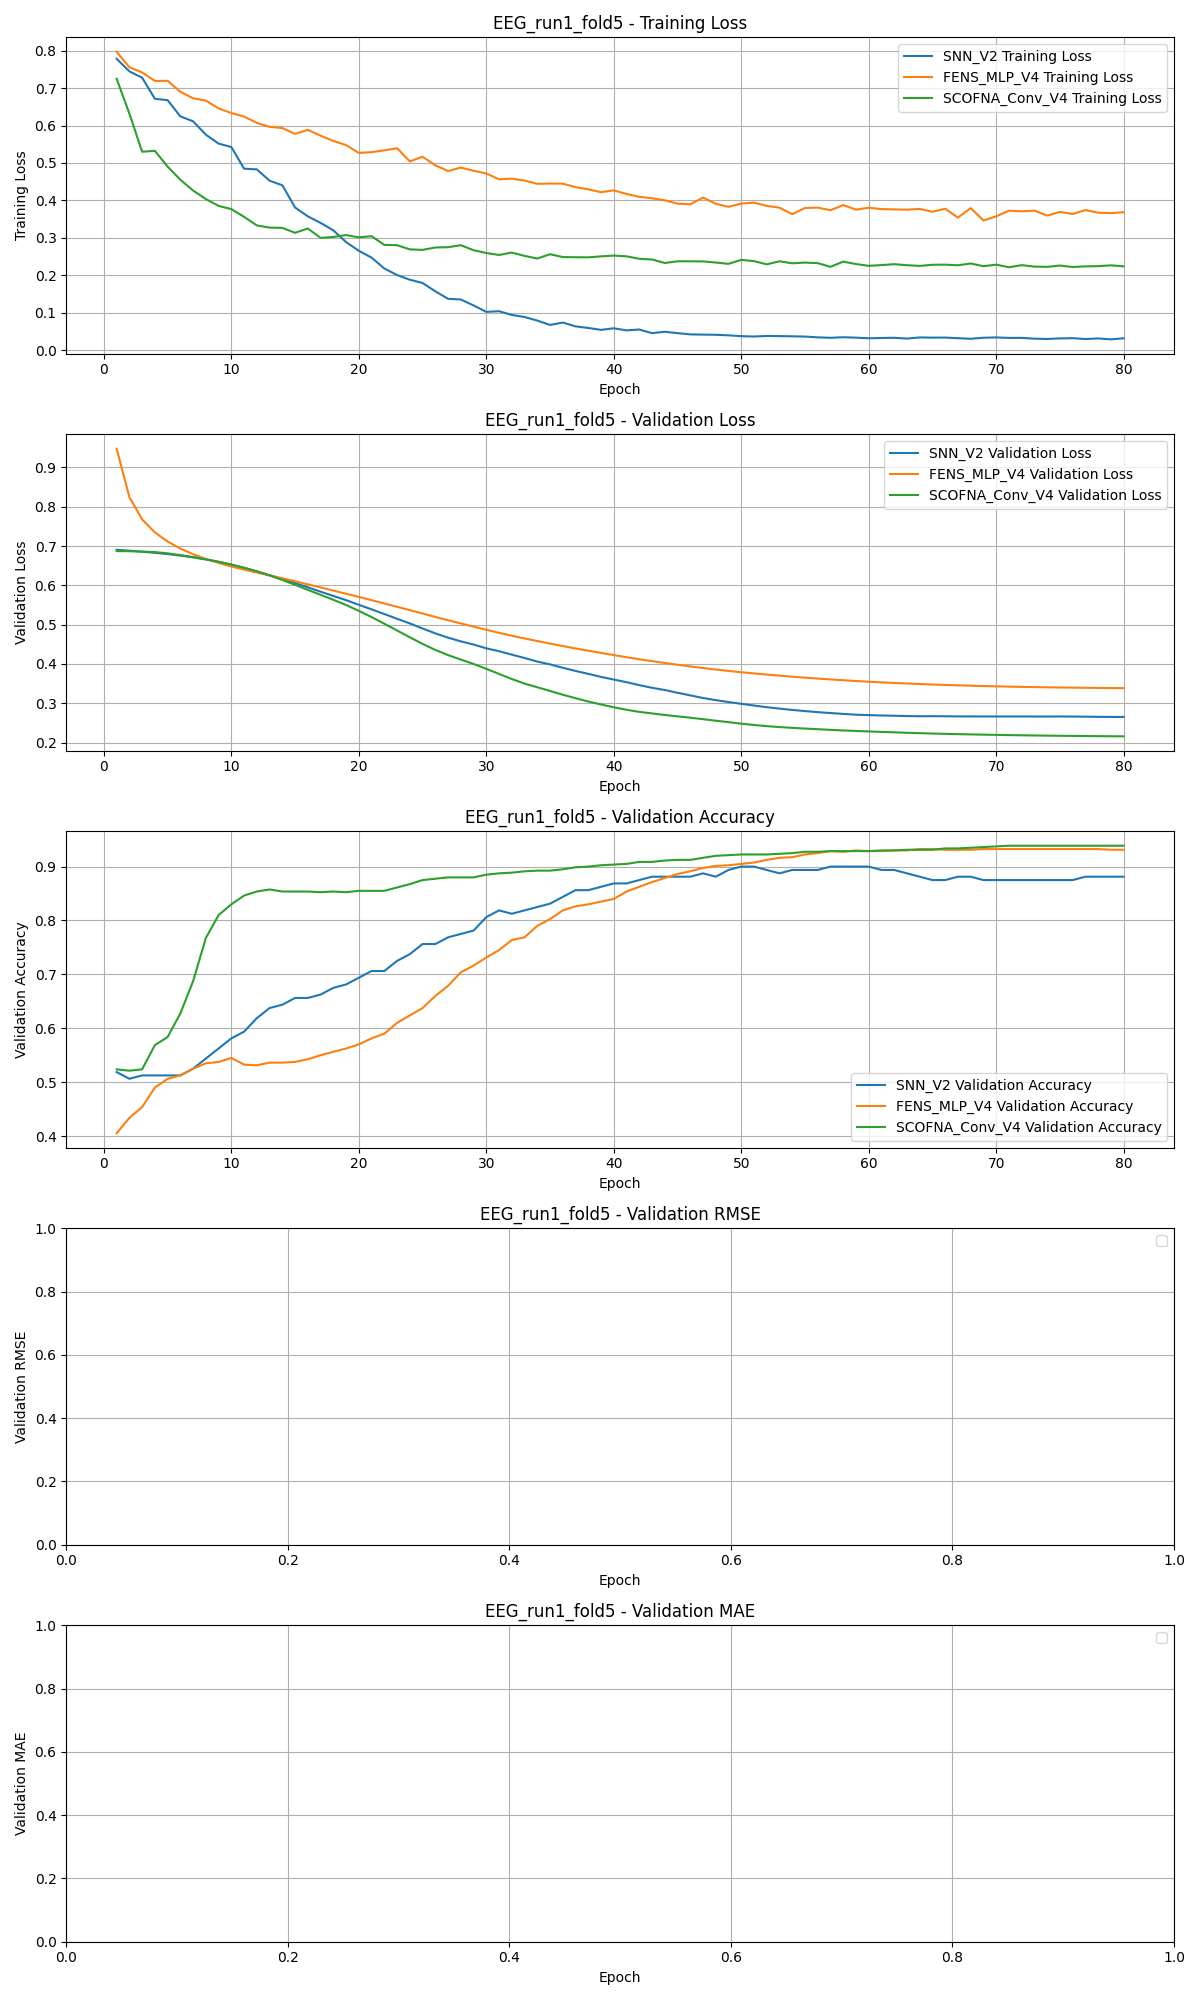 EEG_run1_fold5 - Training Loss
0.8
0.7
0.6
0.5
0.4
0.3
0.2
0.1
0.0
Training Loss
SNN_V2 Training Loss
FENS_MLP_V4 Training Loss
SCOFNA_Conv_V4 Training Loss
0 10 20 30 40 50 60 70 80
Epoch
EEG_run1_fold5 - Validation Loss
0.9
0.8
0.7
0.6
0.5
0.4
0.3
0.2
Validation Loss
SNN_V2 Validation Loss
FENS_MLP_V4 Validation Loss
SCOFNA_Conv_V4 Validation Loss
0 10 20 30 40 50 60 70 80
Epoch
EEG_run1_fold5 - Validation Accuracy
0.9
0.8
0.7
0.6
0.5
0.4
Validation Accuracy
SNN_V2 Validation Accuracy
FENS_MLP_V4 Validation Accuracy
SCOFNA_Conv_V4 Validation Accuracy
0 10 20 30 40 50 60 70 80
Epoch
EEG_run1_fold5 - Validation RMSE
1.0
0.8
0.6
0.4
0.2
0.0
Validation RMSE
0.0 0.2 0.4 0.6 0.8 1.0
Epoch
EEG_run1_fold5 - Validation MAE
1.0
0.8
0.6
0.4
0.2
0.0
Validation MAE
0.0 0.2 0.4 0.6 0.8 1.0
Epoch